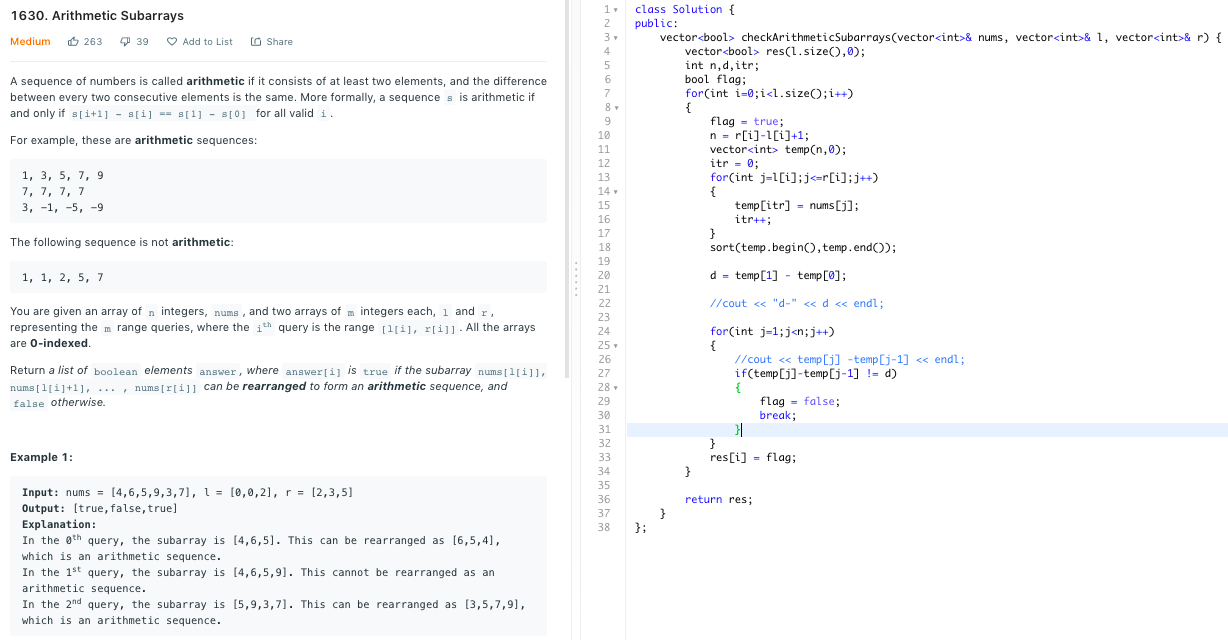 1630. Arithmetic Subarrays
Medium 263 39 Add to List Share
A sequence of numbers is called arithmetic if it consists of at least two elements, and the difference
between every two consecutive elements is the same. More formally, a sequence s is arithmetic if
and only if s[i+1] - s[i] == s[1] - s[0] for all valid i.
For example, these are arithmetic sequences:
1, 3, 5, 7, 9
7, 7, 7, 7
3, -1, -5, -9
The following sequence is not arithmetic:
1, 1, 2, 5, 7
You are given an array of n integers, nums, and two arrays of m integers each, l and r,
representing the m range queries, where the ith query is the range [l[i], r[i]]. All the arrays
are 0-indexed.
Return a list of boolean elements answer, where answer[i] is true if the subarray nums[l[i]],
nums[l[i]+1], ... , nums[r[i]] can be rearranged to form an arithmetic sequence, and
false otherwise.
Example 1:
Input: nums = [4,6,5,9,3,7], l = [0,0,2], r = [2,3,5]
Output: [true,false,true]
Explanation:
In the 0th query, the subarray is [4,6,5]. This can be rearranged as [6,5,4],
which is an arithmetic sequence.
In the 1st query, the subarray is [4,6,5,9]. This cannot be rearranged as an
arithmetic sequence.
In the 2nd query, the subarray is [5,9,3,7]. This can be rearranged as [3,5,7,9],
which is an arithmetic sequence.
1 class Solution {
2 public:
3 vector<bool> checkArithmeticSubarrays(vector<int>& nums, vector<int>& l, vector<int>& r) {
4 vector<bool> res(l.size(),0);
5 int n,d,itr;
6 bool flag;
7 for(int i=0;i<l.size();i++)
8 {
9 flag = true;
10 n = r[i]-l[i]+1;
11 vector<int> temp(n,0);
12 itr = 0;
13 for(int j=l[i];j<=r[i];j++)
14 {
15 temp[itr] = nums[j];
16 itr++;
17 }
18 sort(temp.begin(),temp.end());
19
20 d = temp[1] - temp[0];
21
22 //cout << "d-" << d << endl;
23
24 for(int j=1;j<n;j++)
25 {
26 //cout << temp[j] -temp[j-1] << endl;
27 if(temp[j]-temp[j-1] != d)
28 {
29 flag = false;
30 break;
31 }
32 }
33 res[i] = flag;
34 }
35
36 return res;
37 }
38 };